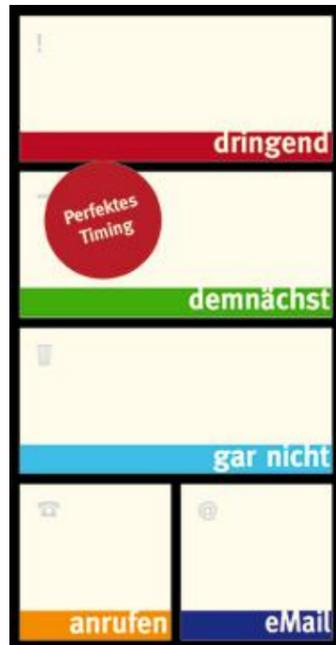 !
dringend
Perfektes
Timing
demnächst
gar nicht
@
anrufen
eMail